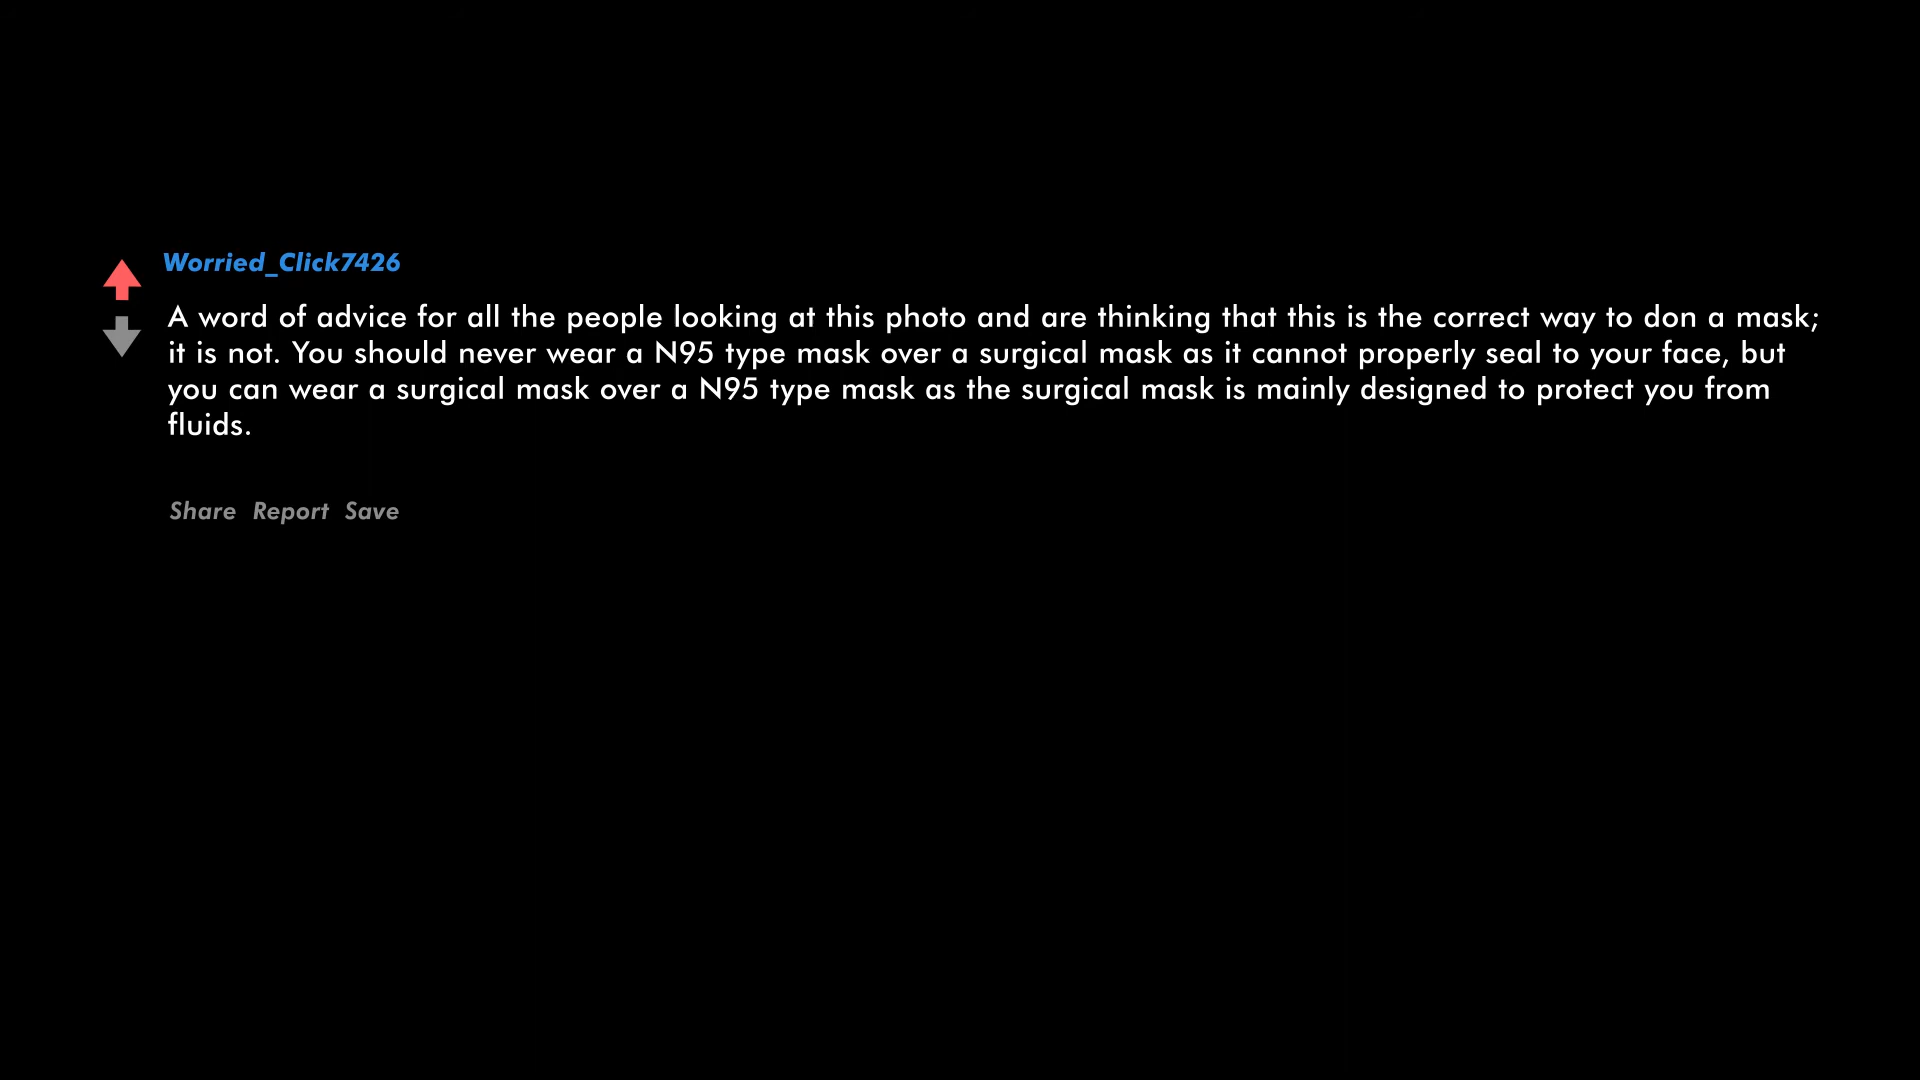 Worried_Click7426
A word of advice for all the people looking at this photo and are thinking that this is the correct way to don a mask;
it is not. You should never wear a N95 type mask over a surgical mask as it cannot properly seal to your face, but
you can wear a surgical mask over a N95 type mask as the surgical mask is mainly designed to protect you from
fluids.
Share Report Save